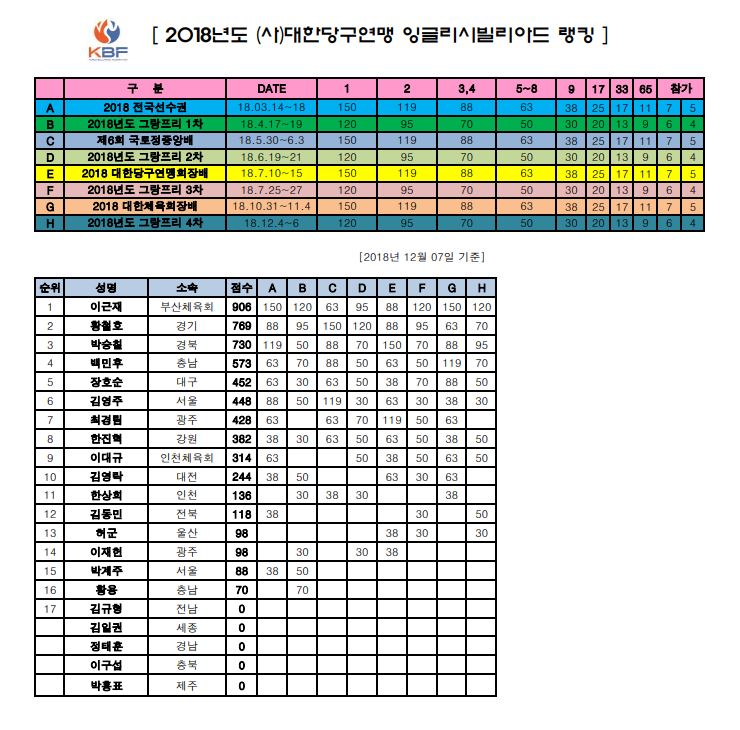 [ 2018년도 (사)대한당구연맹 잉글리시빌리아드 랭킹 ]
KBF
구 분 DATE 1 2 3,4 5~8 9 17 33 65 참가
A 2018 전국선수권 18.03.14~18 150 119 88 63 38 25 17 11 7 5
B 2018년도 그랑프리 1차 18.4.17~19 120 95 70 50 30 20 13 9 6 4
C 제6회 국토정중앙배 18.5.30~6.3 150 119 88 63 38 25 17 11 7 5
D 2018년도 그랑프리 2차 18.6.19~21 120 95 70 50 30 20 13 9 6 4
E 2018 대한당구연맹회장배 18.7.10~15 150 119 88 63 38 25 17 11 7 5
F 2018년도 그랑프리 3차 18.7.25~27 120 95 70 50 30 20 13 9 6 4
G 2018 대한체육회장배 18.10.31~11.4 150 119 88 63 38 25 17 11 7 5
H 2018년도 그랑프리 4차 18.12.4~6 120 95 70 50 30 20 13 9 6 4
[2018년 12월 07일 기준]
순위 성명 소속 점수 A B C D E F G H
1 이근재 부산체육회 906 150 120 63 95 88 120 150 120
2 황철호 경기 769 88 95 150 120 88 95 63 70
3 박승칠 경북 730 119 50 88 70 150 70 88 95
4 백민후 충남 573 63 70 88 50 63 50 119 70
5 장호순 대구 452 63 30 63 50 38 70 88 50
6 김영주 서울 448 88 50 119 30 63 30 38 30
7 최경림 광주 428 63 63 70 119 50 63
8 한진혁 강원 382 38 30 63 50 63 50 38 50
9 이대규 인천체육회 314 63 50 38 50 63 50
10 김영락 대전 244 38 50 63 30 63
11 한상희 인천 136 30 38 30 38
12 김동민 전북 118 38 30 50
13 허군 울산 98 38 30 30
14 이재헌 광주 98 30 30 38
15 박계주 서울 88 38 50
16 황용 충남 70 70
17 김규형 전남 0
김일권 세종 0
정태훈 경남 0
이구섭 충북 0
박홍표 제주 0